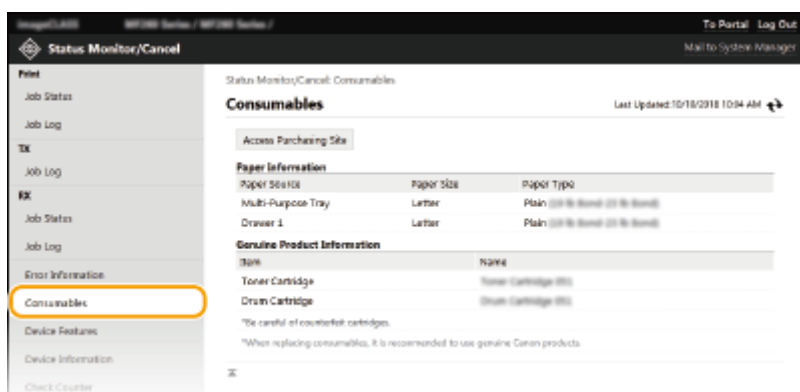 To Portal Log Out
Status Monitor/Cancel
Mail to System Manager
Print
Job Status
Job Log
TX
Job Log
RX
Job Status
Job Log
Error Information
Consumables
Device Features
Device Information
Check Counter
Status Monitor/Cancel: Consumables
Consumables
Last Updated:10/18/2018 10:04 AM
Access Purchasing Site
Paper Information
Paper Source Paper Size Paper Type
Multi-Purpose Tray Letter Plain
Drawer 1 Letter Plain
Genuine Product Information
Item Name
Toner Cartridge
Drum Cartridge
*Be careful of counterfeit cartridges.
*When replacing consumables, it is recommended to use genuine Canon products.